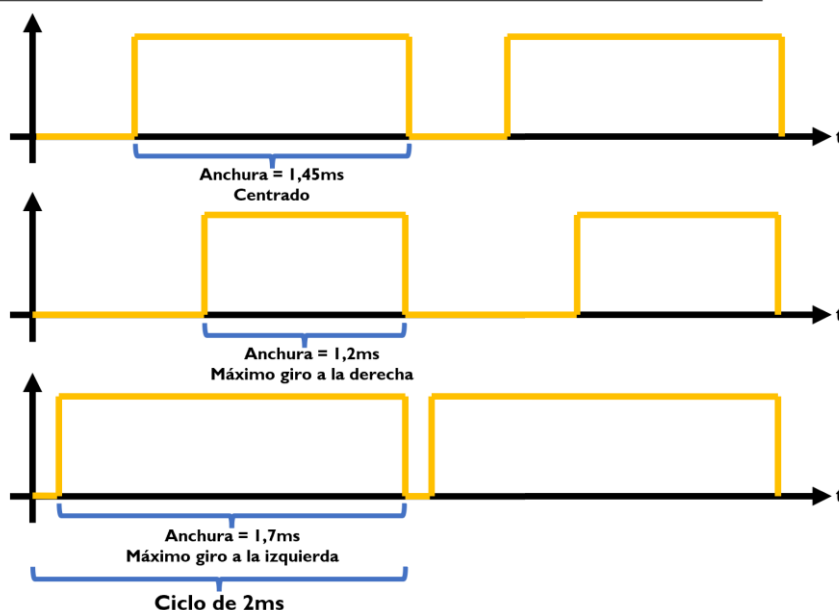 t
Anchura = 1,45ms
Centrado
t
Anchura = 1,2ms
Máximo giro a la derecha
t
Anchura = 1,7ms
Máximo giro a la izquierda
Ciclo de 2ms